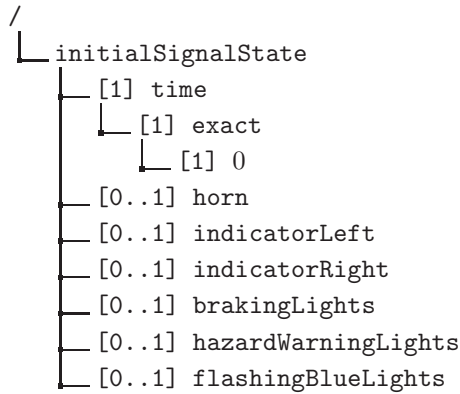 /
initialSignalState
[1] time
[1] exact
[1] 0
[0..1] horn
[0..1] indicatorLeft
[0..1] indicatorRight
[0..1] brakingLights
[0..1] hazardWarningLights
[0..1] flashingBlueLights